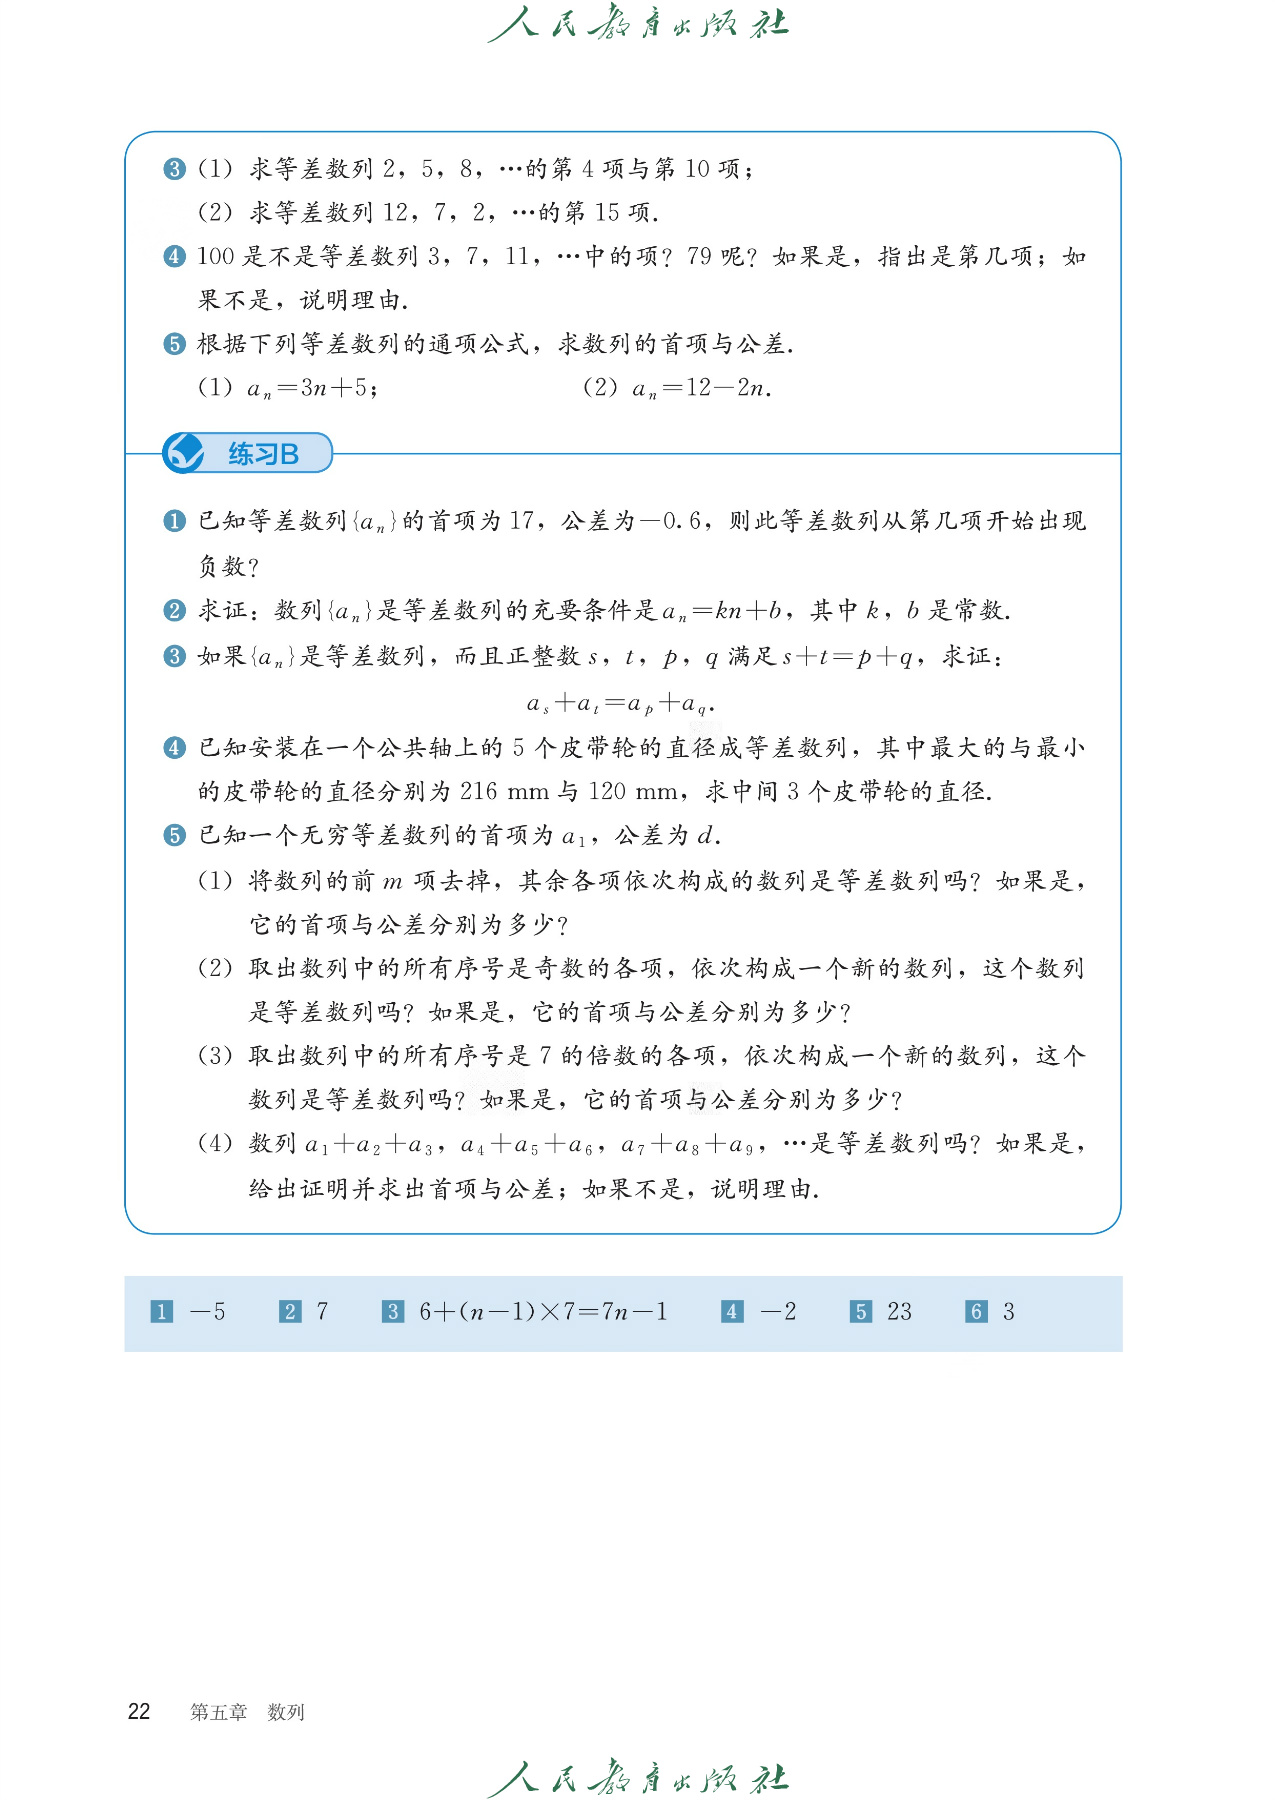 人民教育出版社
3 (1) 求等差数列 2，5，8，…的第 4 项与第 10 项；
(2) 求等差数列 12，7，2，…的第 15 项.
4 100 是不是等差数列 3，7，11，…中的项？79 呢？如果是，指出是第几项；如
果不是，说明理由.
5 根据下列等差数列的通项公式，求数列的首项与公差.
(1) aₙ=3n+5； (2) aₙ=12−2n.
练习B
1 已知等差数列{aₙ}的首项为 17，公差为−0.6，则此等差数列从第几项开始出现
负数？
2 求证：数列{aₙ}是等差数列的充要条件是 aₙ=kn+b，其中 k，b 是常数.
3 如果{aₙ}是等差数列，而且正整数 s，t，p，q 满足 s+t=p+q，求证：
a_s+a_t=a_p+a_q.
4 已知安装在一个公共轴上的 5 个皮带轮的直径成等差数列，其中最大的与最小
的皮带轮的直径分别为 216 mm 与 120 mm，求中间 3 个皮带轮的直径.
5 已知一个无穷等差数列的首项为 a₁，公差为 d.
(1) 将数列的前 m 项去掉，其余各项依次构成的数列是等差数列吗？如果是，
它的首项与公差分别为多少？
(2) 取出数列中的所有序号是奇数的各项，依次构成一个新的数列，这个数列
是等差数列吗？如果是，它的首项与公差分别为多少？
(3) 取出数列中的所有序号是 7 的倍数的各项，依次构成一个新的数列，这个
数列是等差数列吗？如果是，它的首项与公差分别为多少？
(4) 数列 a₁+a₂+a₃，a₄+a₅+a₆，a₇+a₈+a₉，…是等差数列吗？如果是，
给出证明并求出首项与公差；如果不是，说明理由.
1 −5 2 7 3 6+(n−1)×7=7n−1 4 −2 5 23 6 3
22 第五章 数列
人民教育出版社